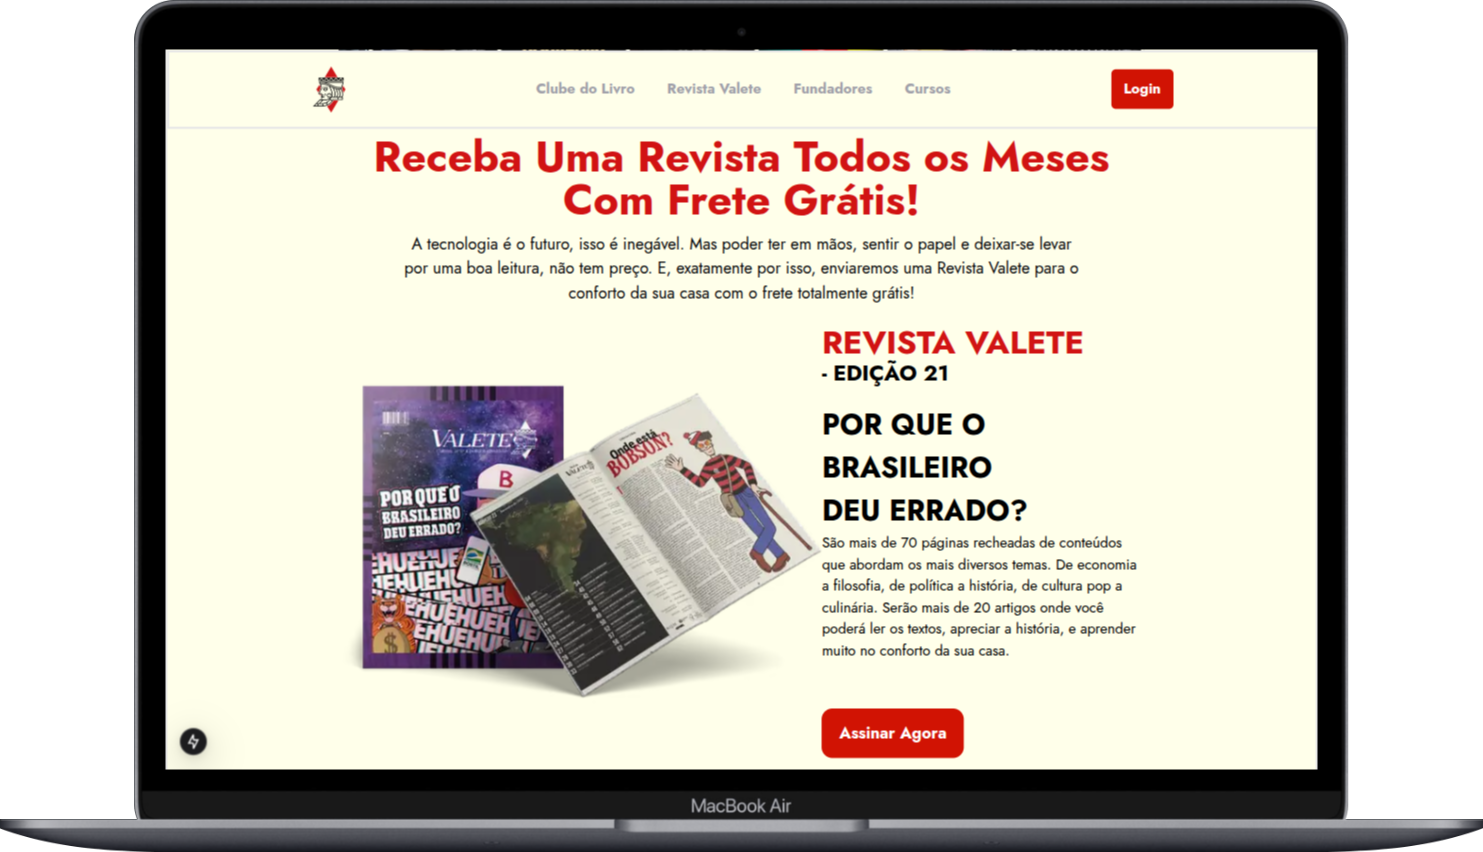 Clube do Livro Revista Valete Fundadores Cursos Login
Receba Uma Revista Todos os Meses
Com Frete Grátis!
A tecnologia é o futuro, isso é inegável. Mas poder ter em mãos, sentir o papel e deixar-se levar
por uma boa leitura, não tem preço. E, exatamente por isso, enviaremos uma Revista Valete para o
conforto da sua casa com o frete totalmente grátis!
VALETE
POR QUE O
BRASILEIRO
DEU ERRADO?
B
Onde está
BOBSON?
VALETE
REVISTA VALETE
- EDIÇÃO 21
POR QUE O
BRASILEIRO
DEU ERRADO?
São mais de 70 páginas recheadas de conteúdos
que abordam os mais diversos temas. De economia
a filosofia, de política a história, de cultura pop a
culinária. Serão mais de 20 artigos onde você
poderá ler os textos, apreciar a história, e aprender
muito no conforto da sua casa.
Assinar Agora
MacBook Air